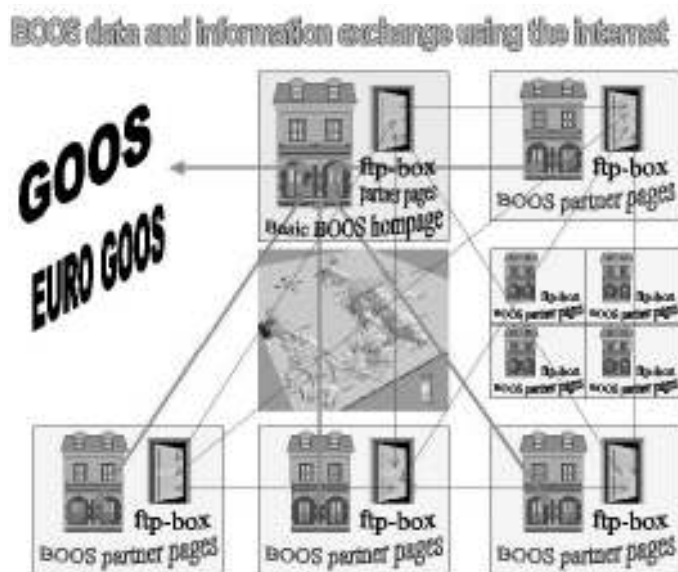 BOOS data and information exchange using the internet
GOOS
EURO GOOS
ftp-box
partner pages
Basic BOOS hompage
ftp-box
BOOS partner pages
ftp-box
BOOS partner pages
ftp-box
BOOS partner pages
ftp-box
BOOS partner pages
ftp-box
BOOS partner pages
ftp-box
BOOS partner pages
ftp-box
BOOS partner pages
ftp-box
BOOS partner pages